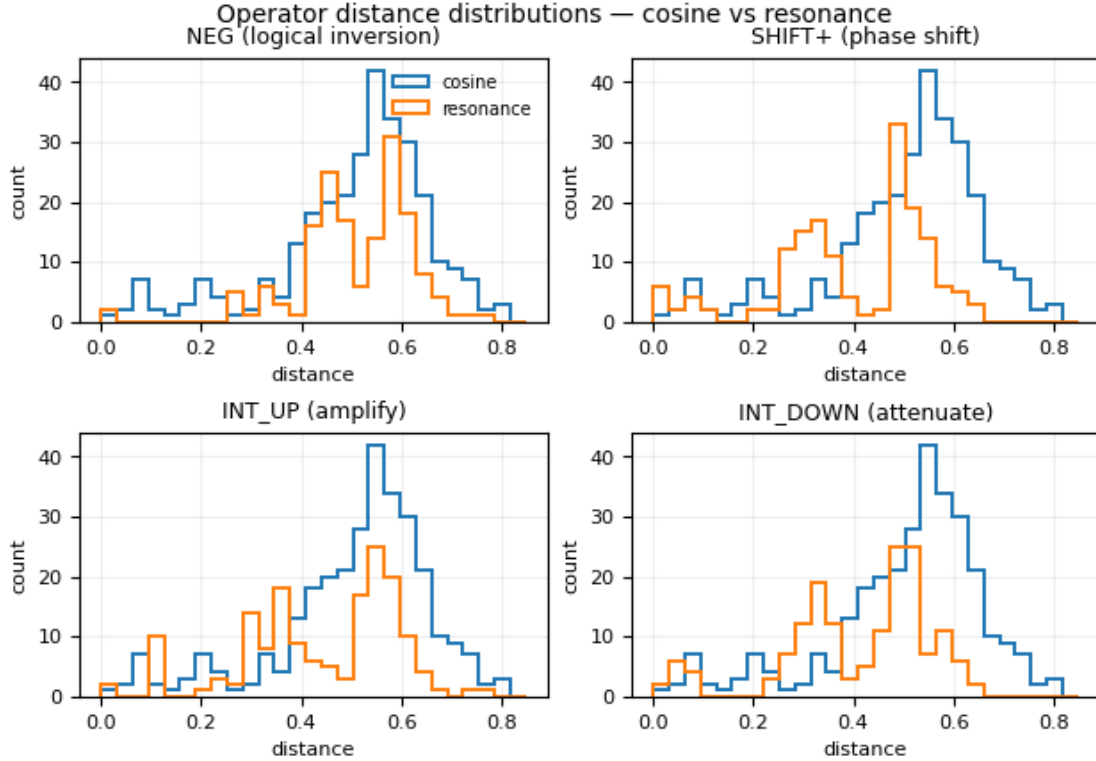 Operator distance distributions — cosine vs resonance
NEG (logical inversion)
SHIFT+ (phase shift)
cosine
resonance
count
40
30
20
10
0
0.0 0.2 0.4 0.6 0.8
distance
count
40
30
20
10
0
0.0 0.2 0.4 0.6 0.8
distance
INT_UP (amplify)
INT_DOWN (attenuate)
count
40
30
20
10
0
0.0 0.2 0.4 0.6 0.8
distance
count
40
30
20
10
0
0.0 0.2 0.4 0.6 0.8
distance